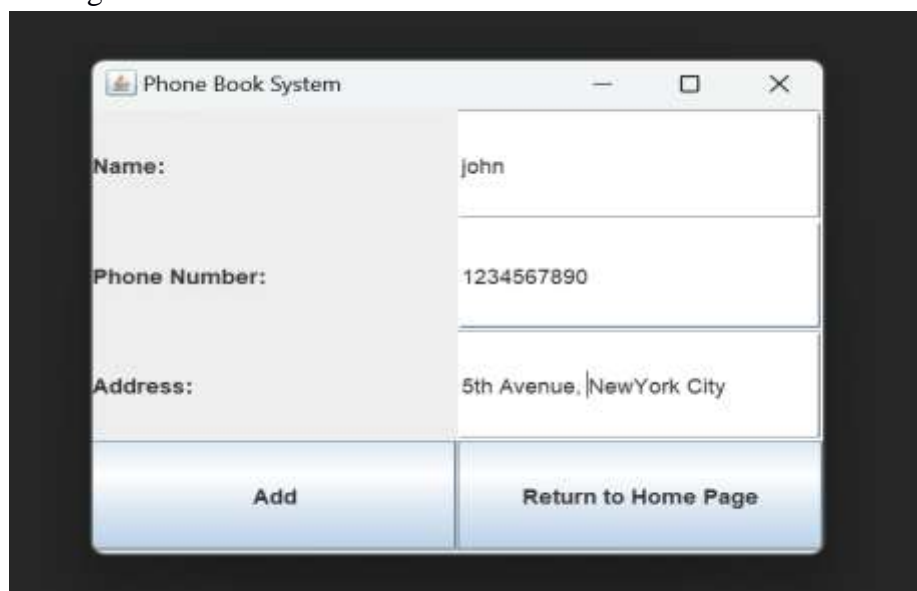 Phone Book System
Name: john
Phone Number: 1234567890
Address: 5th Avenue, NewYork City
Add Return to Home Page